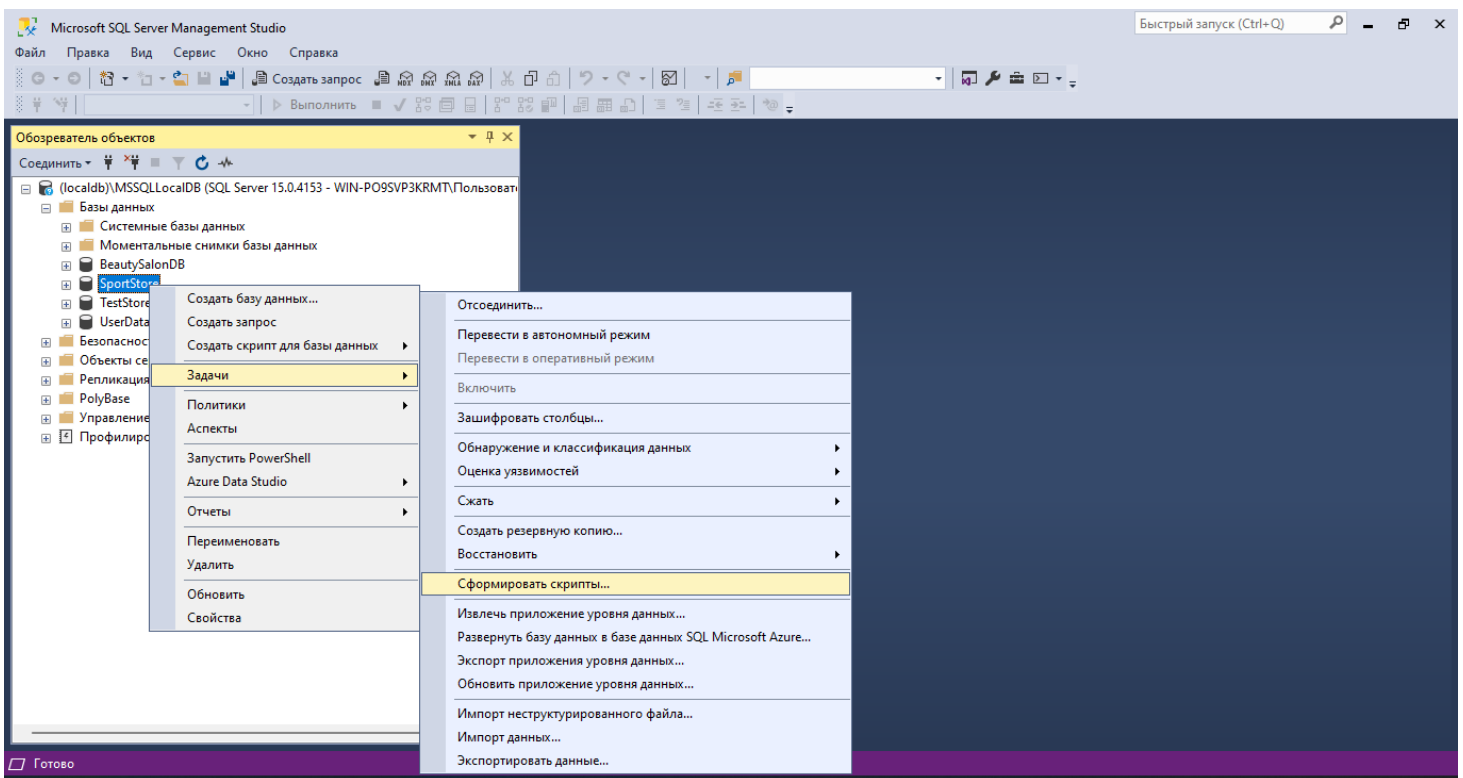 Microsoft SQL Server Management Studio
Быстрый запуск (Ctrl+Q)
Файл Правка Вид Сервис Окно Справка
Создать запрос MDX DMX XMLA DAX
Выполнить
Обозреватель объектов
Соединить
(localdb)\MSSQLLocalDB (SQL Server 15.0.4153 - WIN-PO9SVP3KRMT\Пользовате
Базы данных
Системные базы данных
Моментальные снимки базы данных
BeautySalonDB
SportStore
TestStore
UserData
Безопаснос
Объекты се
Репликация
PolyBase
Управление
Профилирс
Создать базу данных...
Создать запрос
Создать скрипт для базы данных
Задачи
Политики
Аспекты
Запустить PowerShell
Azure Data Studio
Отчеты
Переименовать
Удалить
Обновить
Свойства
Отсоединить...
Перевести в автономный режим
Перевести в оперативный режим
Включить
Зашифровать столбцы...
Обнаружение и классификация данных
Оценка уязвимостей
Сжать
Создать резервную копию...
Восстановить
Сформировать скрипты...
Извлечь приложение уровня данных...
Развернуть базу данных в базе данных SQL Microsoft Azure...
Экспорт приложения уровня данных...
Обновить приложение уровня данных...
Импорт неструктурированного файла...
Импорт данных...
Экспортировать данные...
Готово